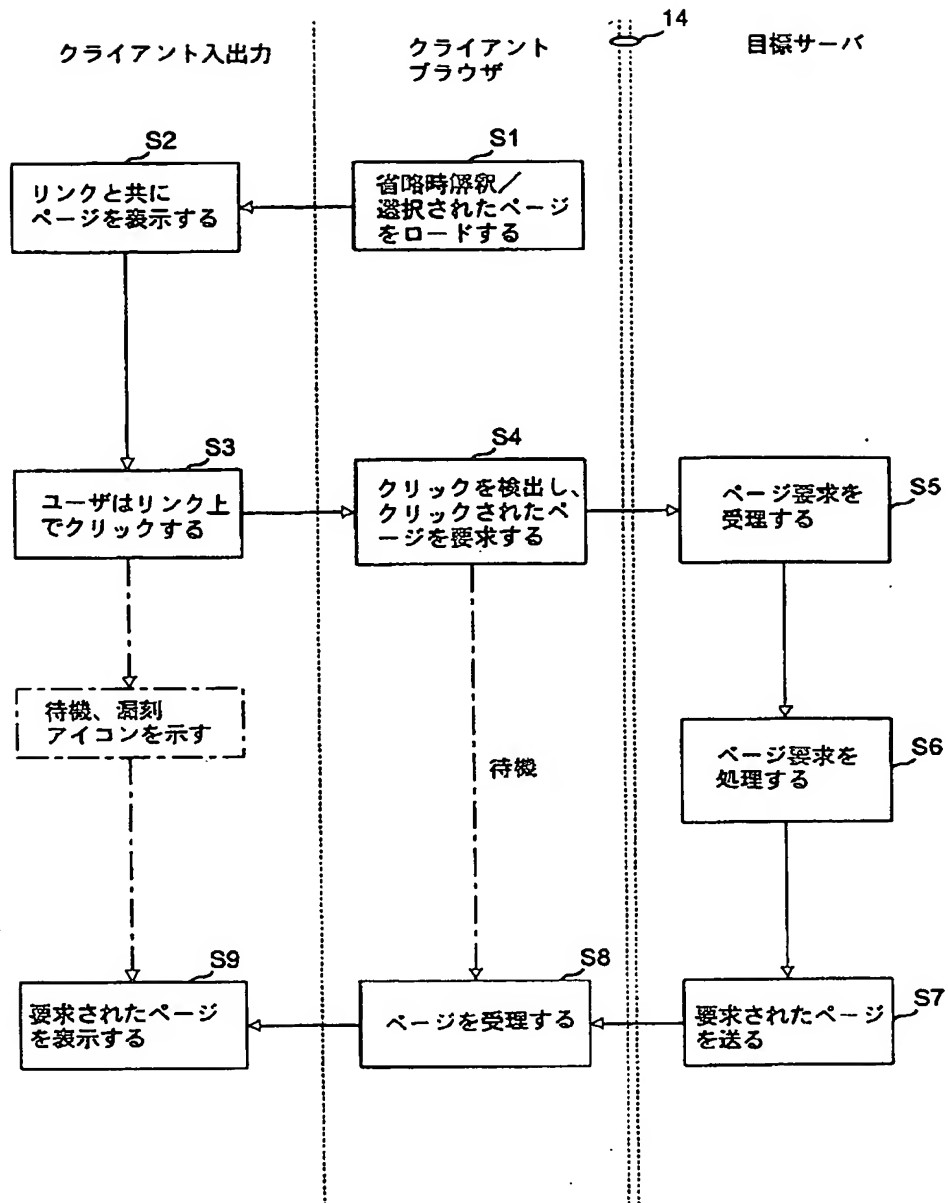 クライアント入出力
クライアント
ブラウザ
14
目標サーバ
S2
リンクと共に
ページを表示する
S1
省略時解釈／
選択されたページ
をロードする
S3
ユーザはリンク上
でクリックする
S4
クリックを検出し、
クリックされたペ
ージを要求する
S5
ページ要求を
受理する
待機、漏刻
アイコンを示す
待機
S6
ページ要求を
処理する
S9
要求されたページ
を表示する
S8
ページを受理する
S7
要求されたページ
を送る